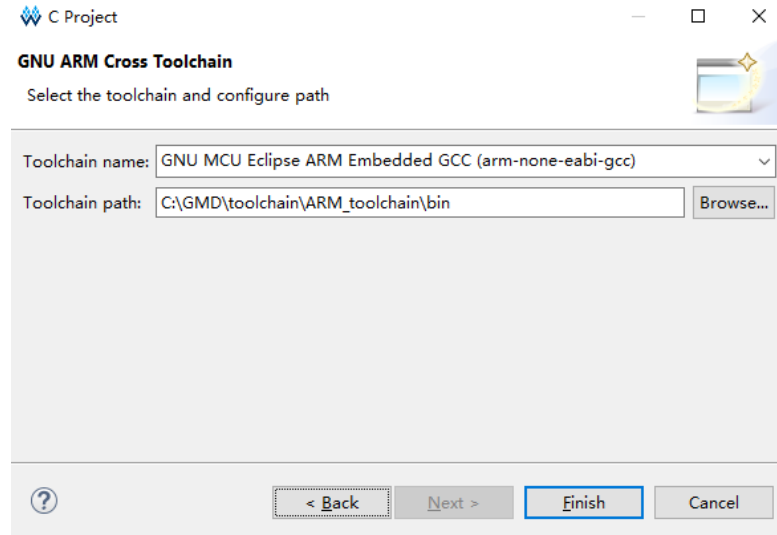 C Project
GNU ARM Cross Toolchain
Select the toolchain and configure path
Toolchain name: GNU MCU Eclipse ARM Embedded GCC (arm-none-eabi-gcc)
Toolchain path: C:\GMD\toolchain\ARM_toolchain\bin Browse...
? < Back Next > Finish Cancel